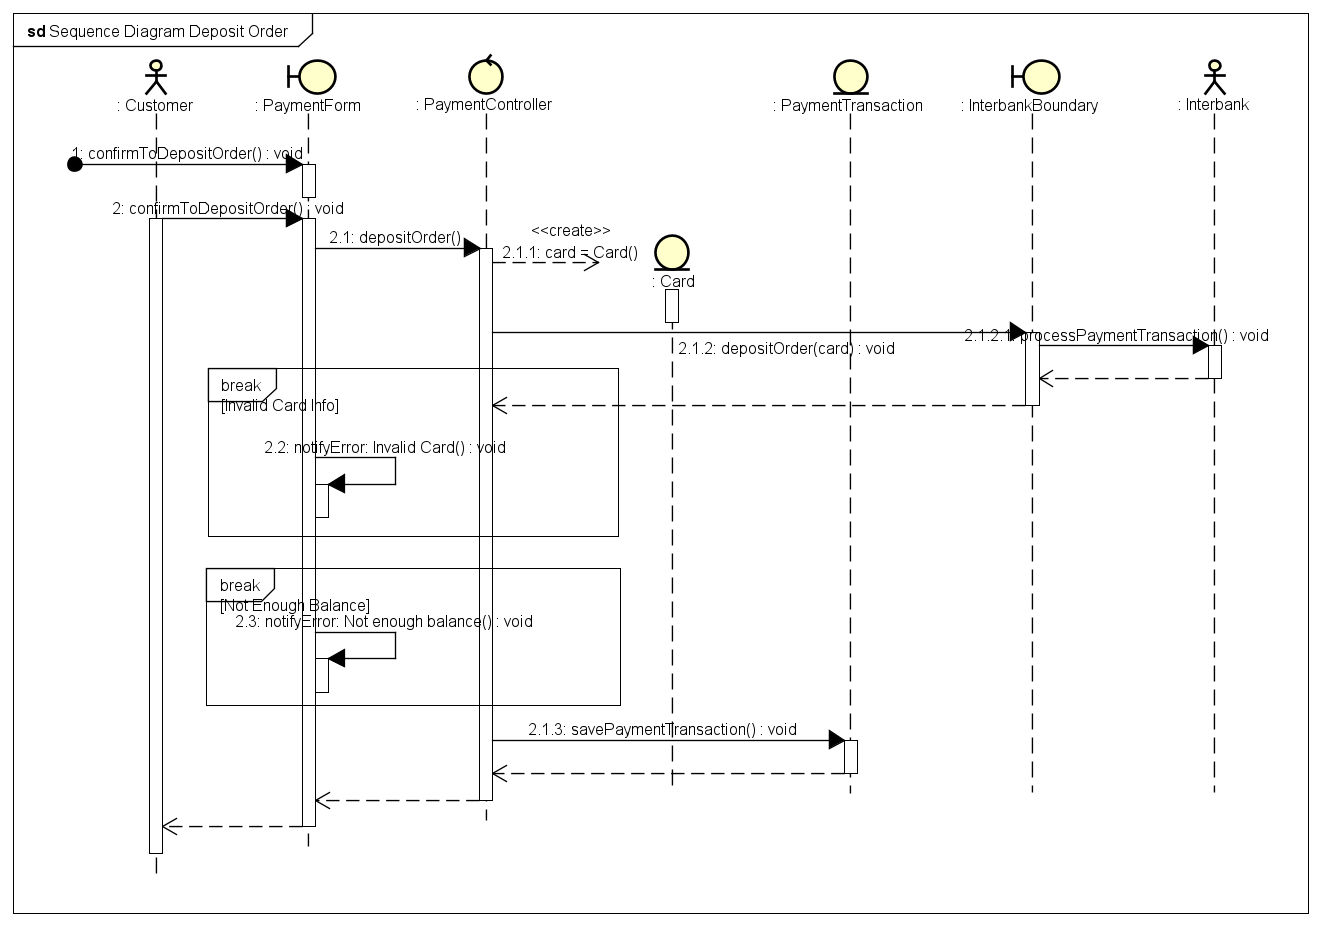 sd Sequence Diagram Deposit Order
: Customer
: PaymentForm
: PaymentController
: PaymentTransaction
: InterbankBoundary
: Interbank
1: confirmToDepositOrder() : void
2: confirmToDepositOrder() : void
2.1: depositOrder()
<<create>>
2.1.1: card = Card()
: Card
2.1.2: depositOrder(card) : void
2.1.2.1: processPaymentTransaction() : void
break
[Invalid Card Info]
2.2: notifyError: Invalid Card() : void
break
[Not Enough Balance]
2.3: notifyError: Not enough balance() : void
2.1.3: savePaymentTransaction() : void